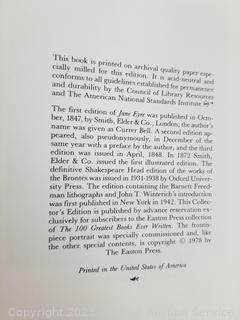 This book is printed on archival quality paper esp-
ecially milled for this edition. It is acid-neutral and
conforms to all guidelines established for permanence
and durability by the Council of Library Resources
and The American National Standards Institute.∞™
The first edition of Jane Eyre was published in Octo-
ber, 1847, by Smith, Elder & Co., London; the author's
name was given as Currer Bell. A second edition ap-
peared, also pseudonymously, in December of the
same year with a preface by the author, and the third
edition was issued in April, 1848. In 1872 Smith,
Elder & Co. issued the first illustrated edition. The
definitive Shakespeare Head edition of the works of
the Brontës was issued in 1931-1938 by Oxford Univer-
sity Press. The edition containing the Barnett Freed-
man lithographs and John T. Winterich's introduction
was first published in New York in 1942. This Collec-
tor's Edition is published by advance reservation ex-
clusively for subscribers to the Easton Press collection
of The 100 Greatest Books Ever Written. The frontis-
piece portrait was specially commissioned and, like
the other special contents, is copyright © 1978 by
The Easton Press.
Printed in the United States of America
Copyright 2021
Service